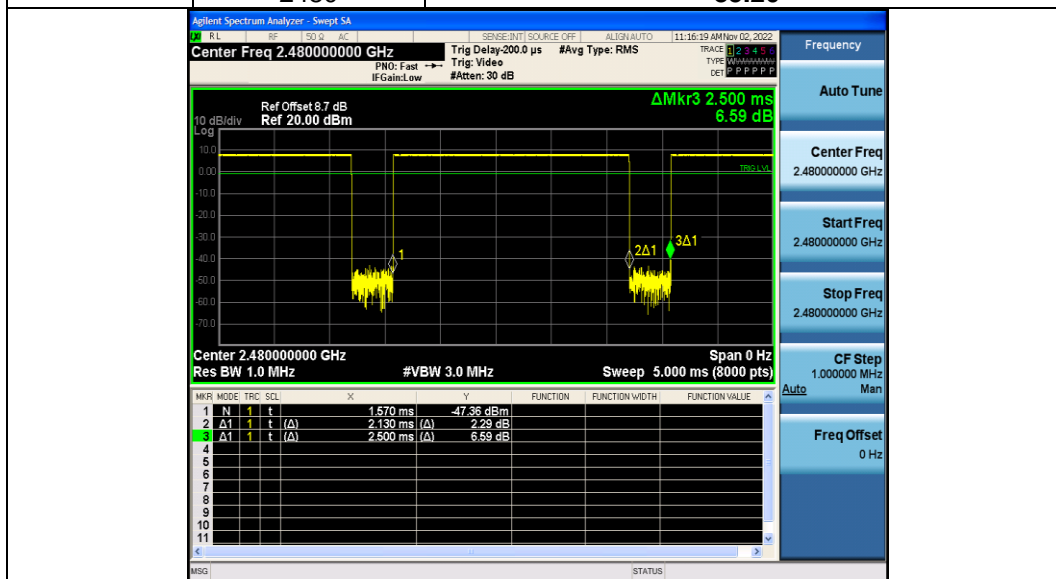 Agilent Spectrum Analyzer - Swept SA
RL RF 50 Ω AC SENSE:INT SOURCE OFF ALIGN AUTO 11:16:19 AM Nov 02, 2022
Center Freq 2.480000000 GHz
PNO: Fast
IFGain:Low
Trig Delay-200.0 µs
Trig: Video
#Atten: 30 dB
#Avg Type: RMS
TRACE 1 2 3 4 5 6
TYPE
DET P P P P P P
ΔMkr3 2.500 ms
6.59 dB
Ref Offset 8.7 dB
10 dB/div Ref 20.00 dBm
Log
10.0
0.00
-10.0
-20.0
-30.0
-40.0
-50.0
-60.0
-70.0
TRIG LVL
1
2Δ1
3Δ1
Center 2.480000000 GHz Span 0 Hz
Res BW 1.0 MHz #VBW 3.0 MHz Sweep 5.000 ms (8000 pts)
MKR MODE TRC SCL X Y FUNCTION FUNCTION WIDTH FUNCTION VALUE
1 N 1 t 1.570 ms -47.36 dBm
2 Δ1 1 t (Δ) 2.130 ms (Δ) 2.29 dB
3 Δ1 1 t (Δ) 2.500 ms (Δ) 6.59 dB
4
5
6
7
8
9
10
11
MSG STATUS
Frequency
Auto Tune
Center Freq
2.480000000 GHz
Start Freq
2.480000000 GHz
Stop Freq
2.480000000 GHz
CF Step
1.000000 MHz
Auto Man
Freq Offset
0 Hz